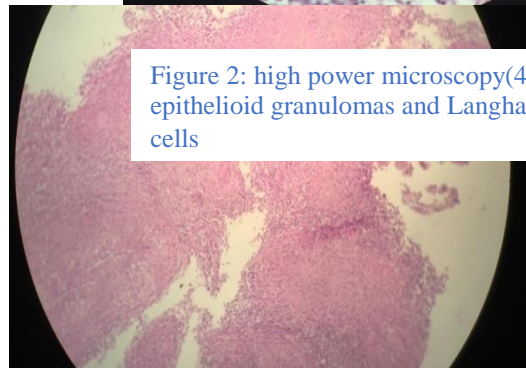 Figure 2: high power microscopy(4
epithelioid granulomas and Langha
cells